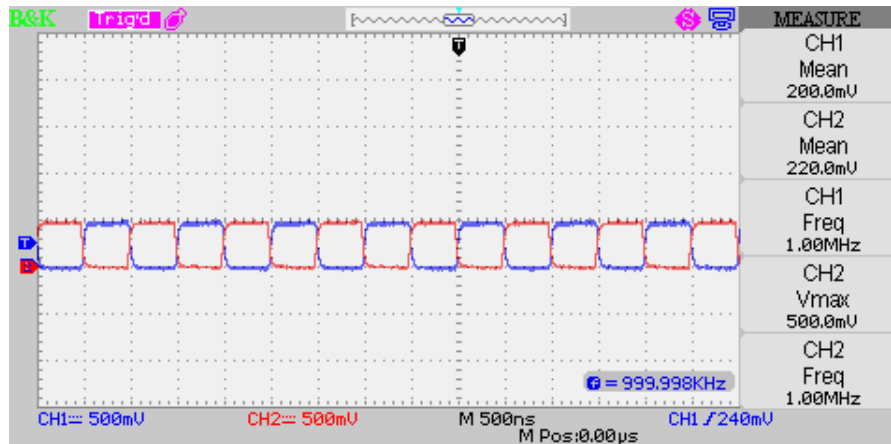 B&K Trig'd MEASURE
T
CH1
Mean
200.0mV
CH2
Mean
220.0mV
CH1
Freq
1.00MHz
CH2
Vmax
500.0mV
CH2
Freq
1.00MHz
T
f = 999.998KHz
CH1 500mV CH2 500mV M 500ns CH1 240mV
M Pos:0.00µs